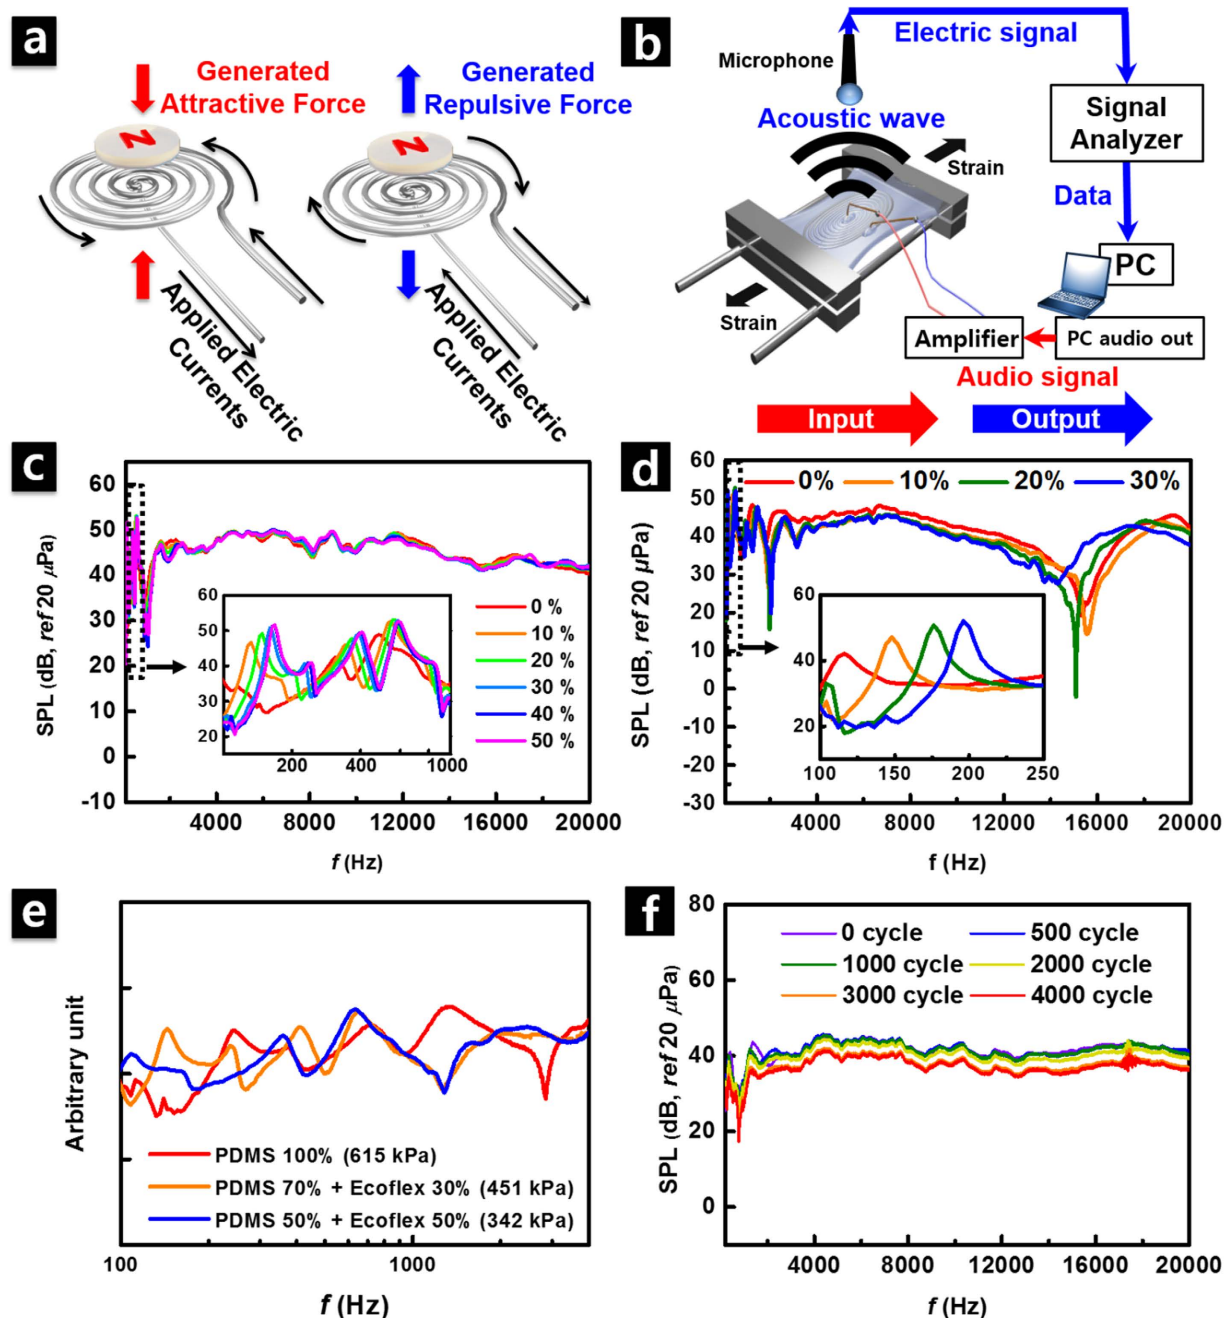 a
Generated
Attractive Force
Generated
Repulsive Force
N
N
Applied Electric
Currents
Applied Electric
Currents
b
Electric signal
Microphone
Acoustic wave
Strain
Signal
Analyzer
Data
PC
Strain
Amplifier
PC audio out
Audio signal
Input
Output
c
SPL (dB, ref 20 µPa)
60
50
40
30
20
10
0
-10
4000 8000 12000 16000 20000
f (Hz)
60
50
40
30
20
200 400 1000
0 %
10 %
20 %
30 %
40 %
50 %
d
0% 10% 20% 30%
SPL (dB, ref 20 µPa)
60
50
40
30
20
10
0
-10
-20
-30
4000 8000 12000 16000 20000
f (Hz)
60
40
20
100 150 200 250
e
Arbitrary unit
PDMS 100% (615 kPa)
PDMS 70% + Ecoflex 30% (451 kPa)
PDMS 50% + Ecoflex 50% (342 kPa)
100 1000
f (Hz)
f
0 cycle 500 cycle
1000 cycle 2000 cycle
3000 cycle 4000 cycle
SPL (dB, ref 20 µPa)
80
60
40
20
0
4000 8000 12000 16000 20000
f (Hz)